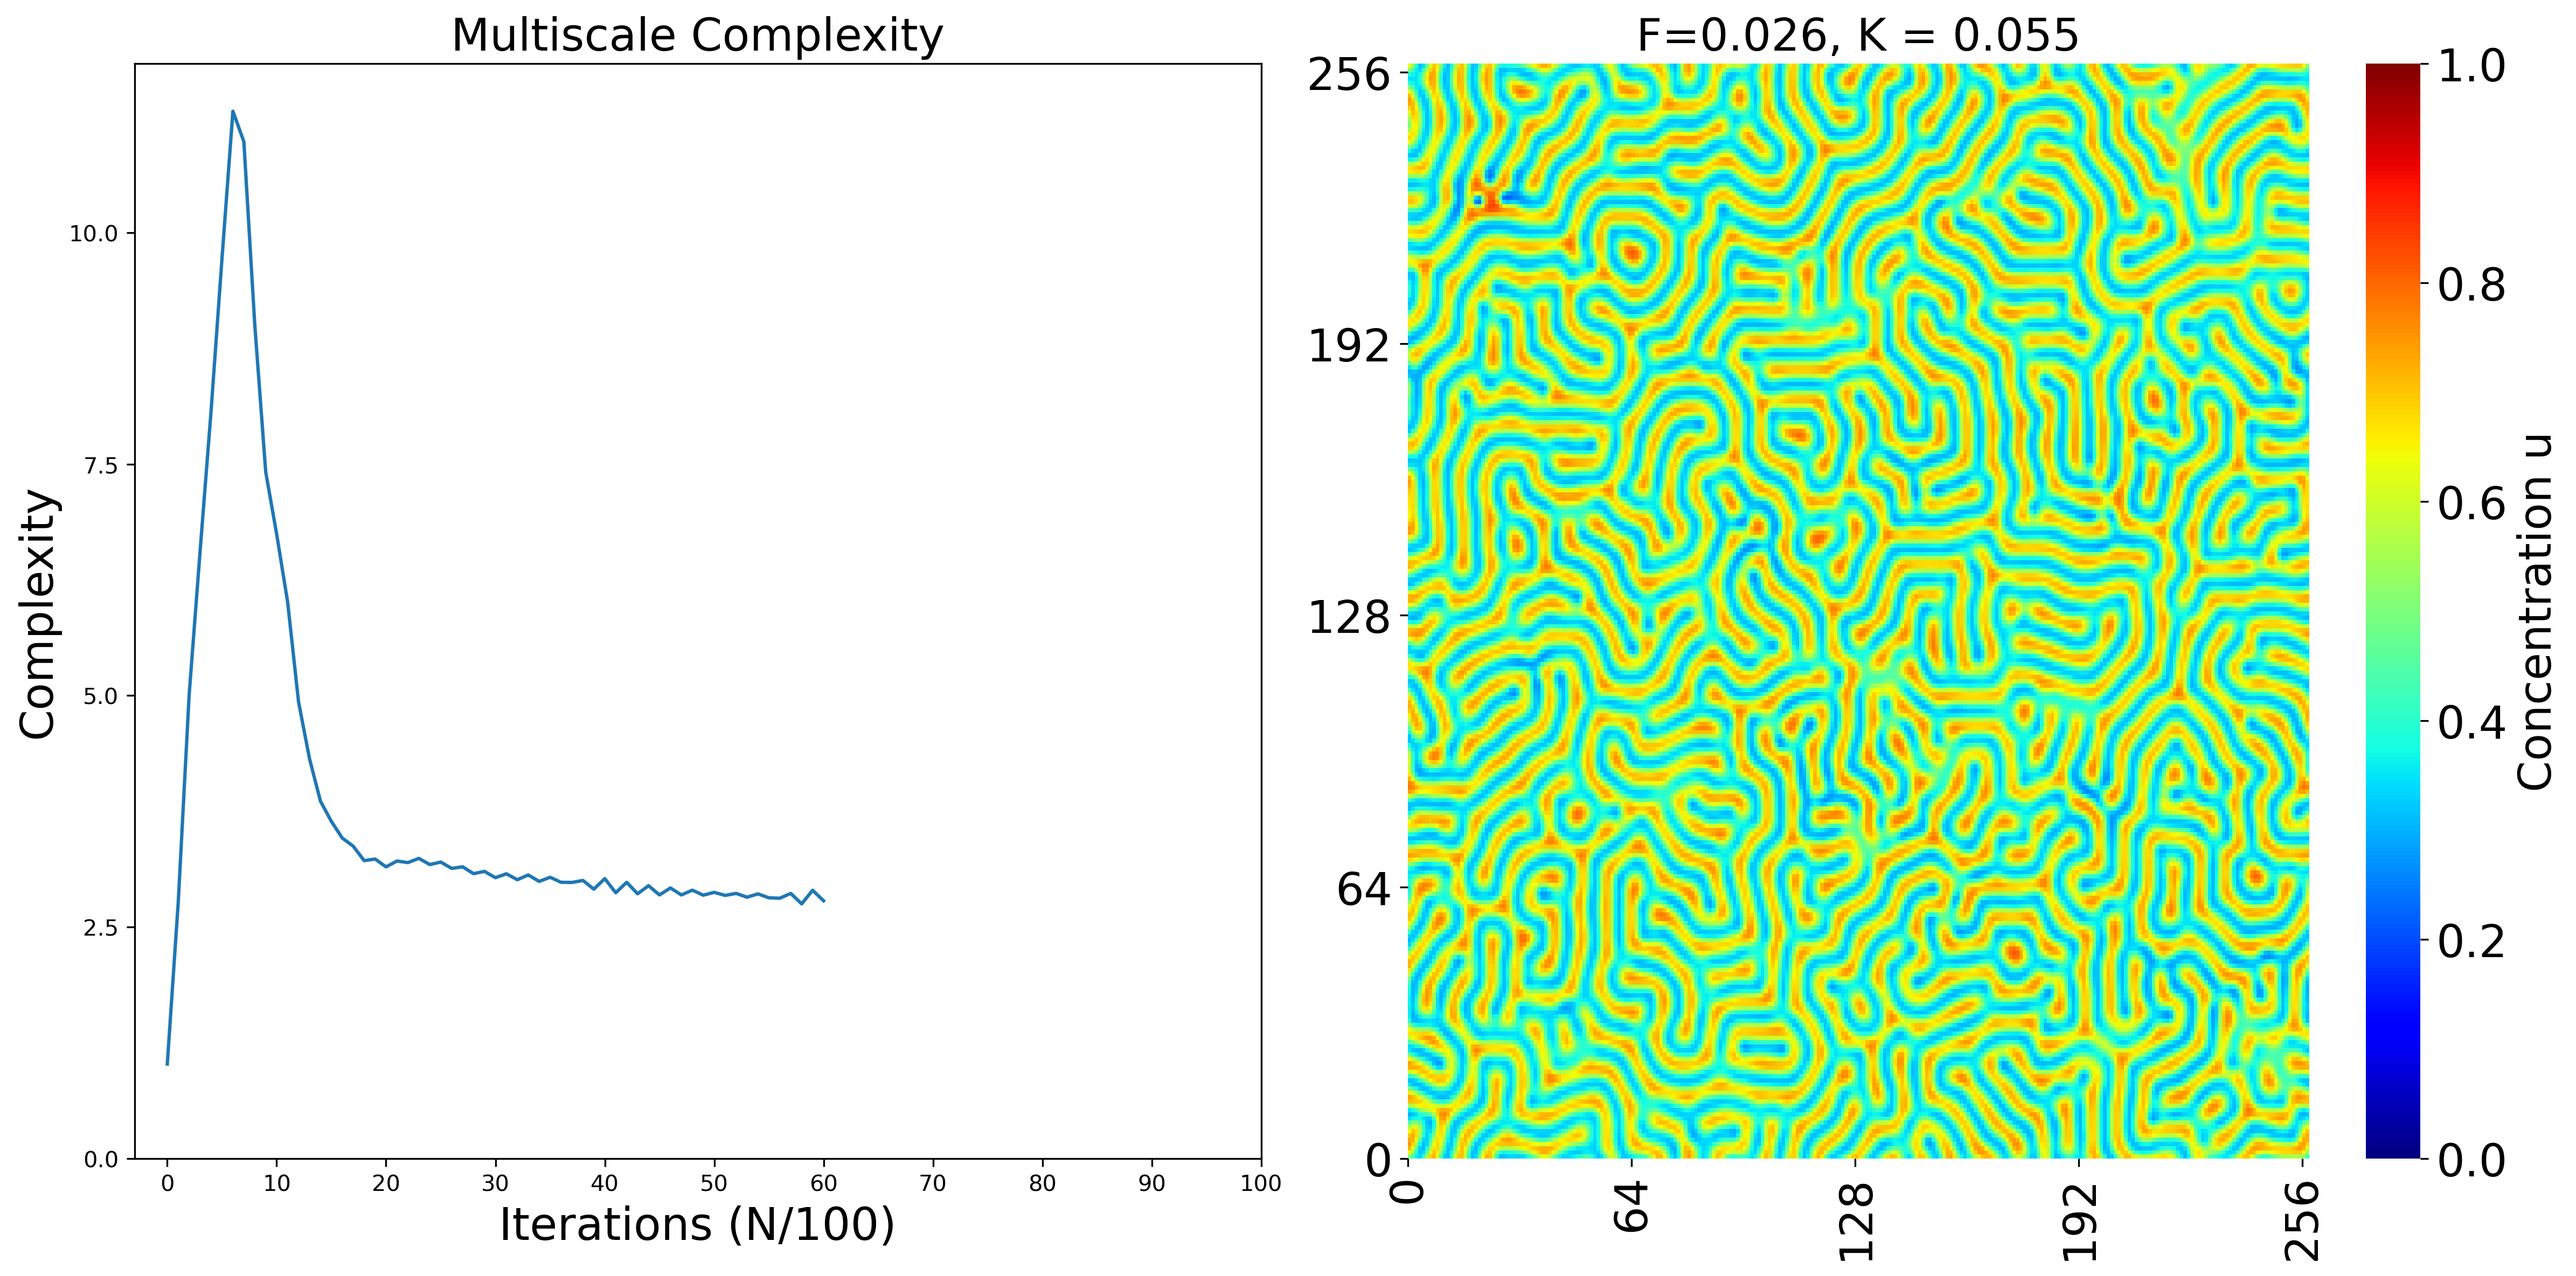 Multiscale Complexity
10.0
7.5
5.0
2.5
0.0
Complexity
0 10 20 30 40 50 60 70 80 90 100
Iterations (N/100)
F=0.026, K = 0.055
256
192
128
64
0
0 64 128 192 256
1.0
0.8
0.6
0.4
0.2
0.0
Concentration u